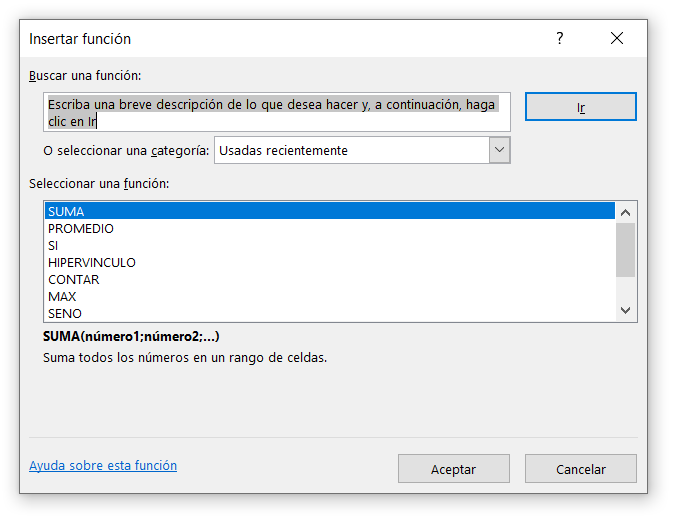 Insertar función
?
Buscar una función:
Escriba una breve descripción de lo que desea hacer y, a continuación, haga
clic en Ir
Ir
O seleccionar una categoría:
Usadas recientemente
Seleccionar una función:
SUMA
PROMEDIO
SI
HIPERVINCULO
CONTAR
MAX
SENO
SUMA(número1;número2;...)
Suma todos los números en un rango de celdas.
Ayuda sobre esta función
Aceptar
Cancelar